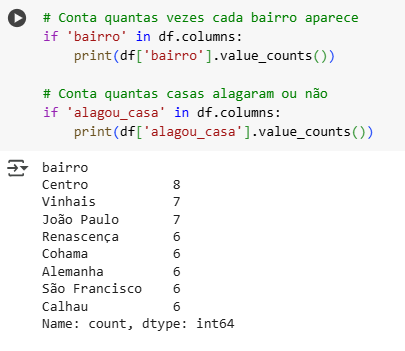 # Conta quantas vezes cada bairro aparece
if 'bairro' in df.columns:
    print(df['bairro'].value_counts())

# Conta quantas casas alagaram ou não
if 'alagou_casa' in df.columns:
    print(df['alagou_casa'].value_counts())
bairro
Centro           8
Vinhais          7
João Paulo       7
Renascença       6
Cohama           6
Alemanha         6
São Francisco    6
Calhau           6
Name: count, dtype: int64